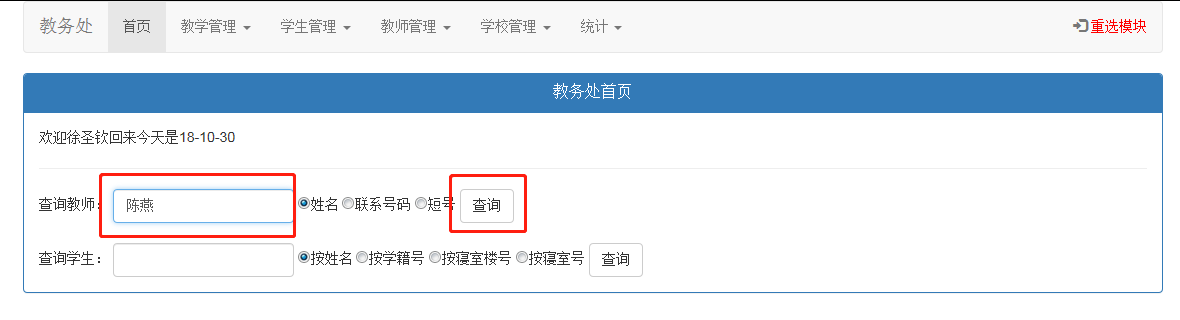 教务处 首页 教学管理 学生管理 教师管理 学校管理 统计 重选模块
教务处首页
欢迎徐圣钦回来今天是18-10-30
查询教师： 陈燕 姓名 联系号码 短号 查询
查询学生： 按姓名 按学籍号 按寝室楼号 按寝室号 查询